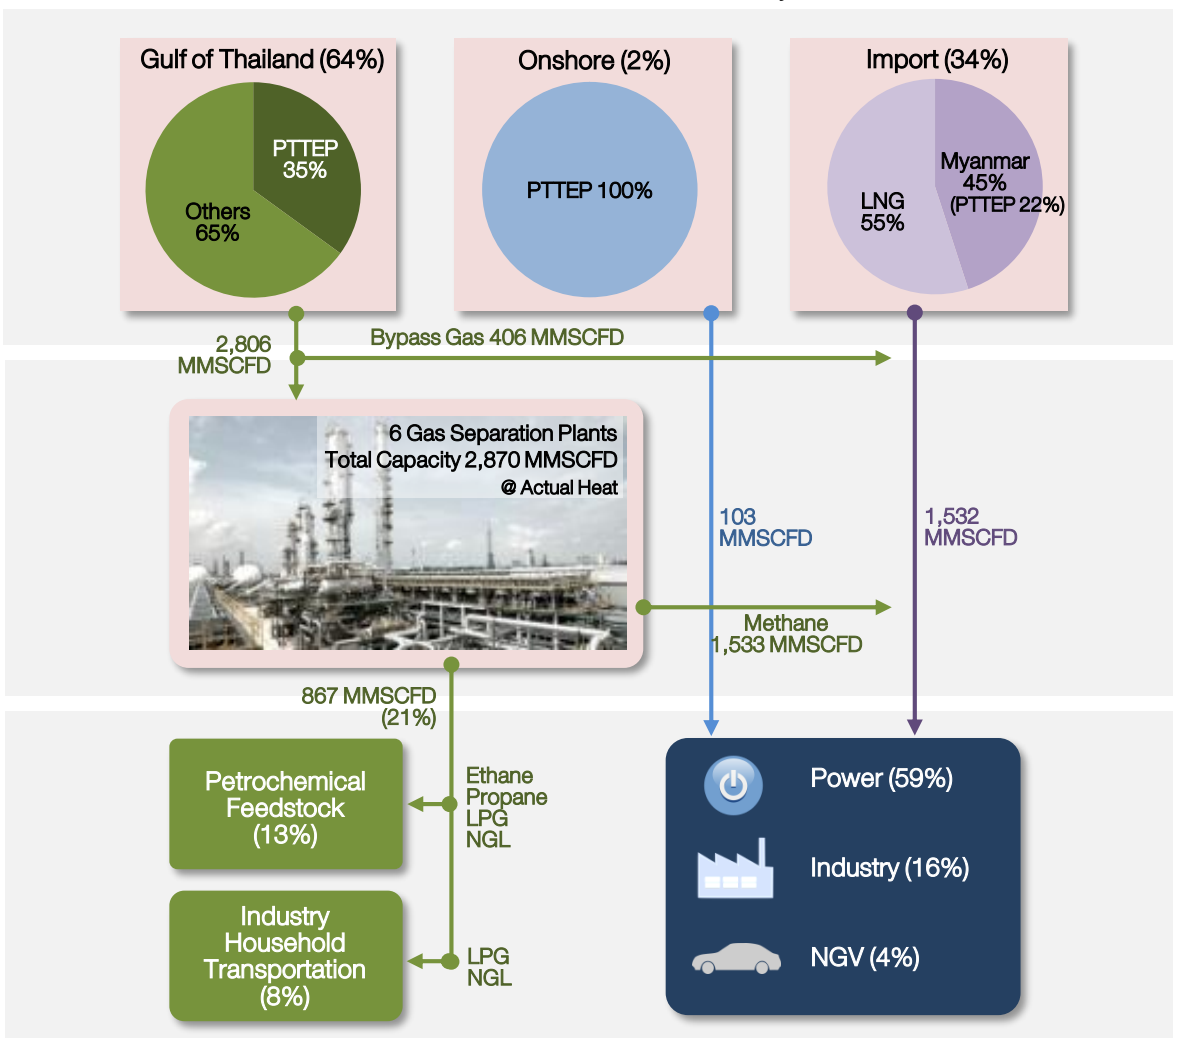 Gulf of Thailand (64%)
PTTEP
35%
Others
65%
Onshore (2%)
PTTEP 100%
Import (34%)
Myanmar
45%
(PTTEP 22%)
LNG
55%
2,806
MMSCFD
Bypass Gas 406 MMSCFD
6 Gas Separation Plants
Total Capacity 2,870 MMSCFD
@ Actual Heat
103
MMSCFD
1,532
MMSCFD
Methane
1,533 MMSCFD
867 MMSCFD
(21%)
Petrochemical
Feedstock
(13%)
Ethane
Propane
LPG
NGL
Industry
Household
Transportation
(8%)
LPG
NGL
Power (59%)
Industry (16%)
NGV (4%)